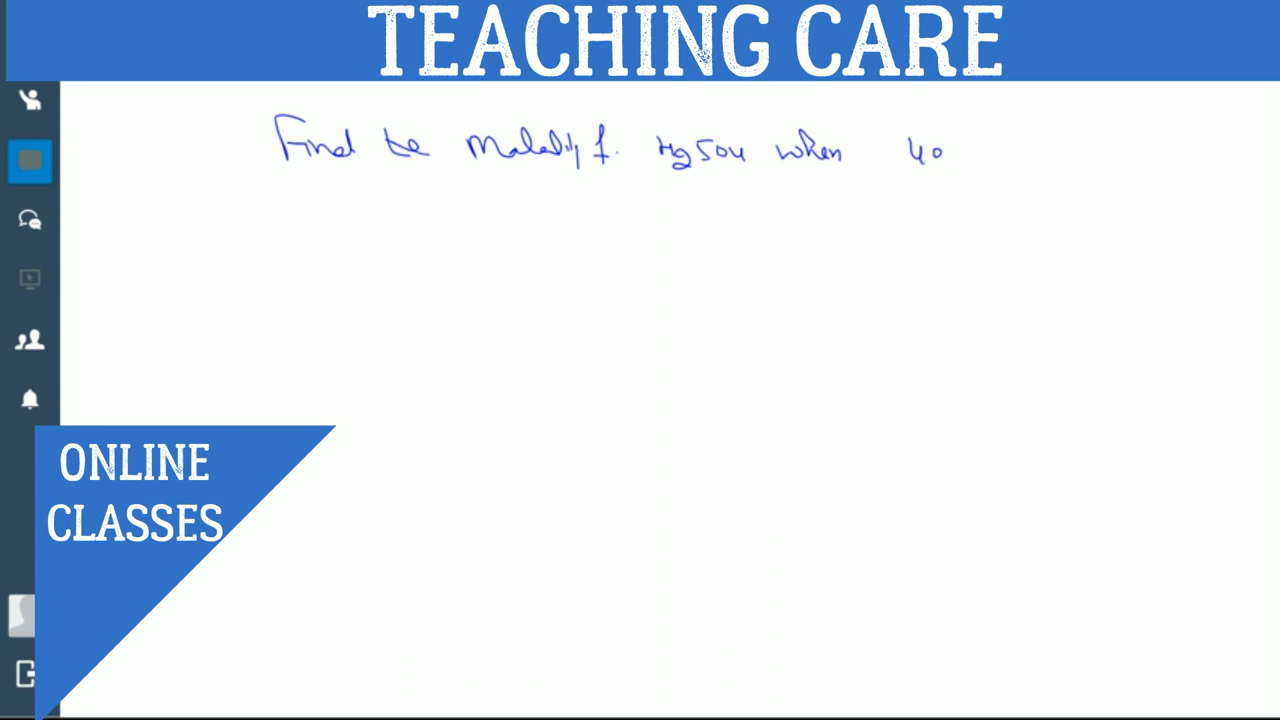 TEACHING CARE
Find the Molality of H2SO4 when 40
ONLINE
CLASSES